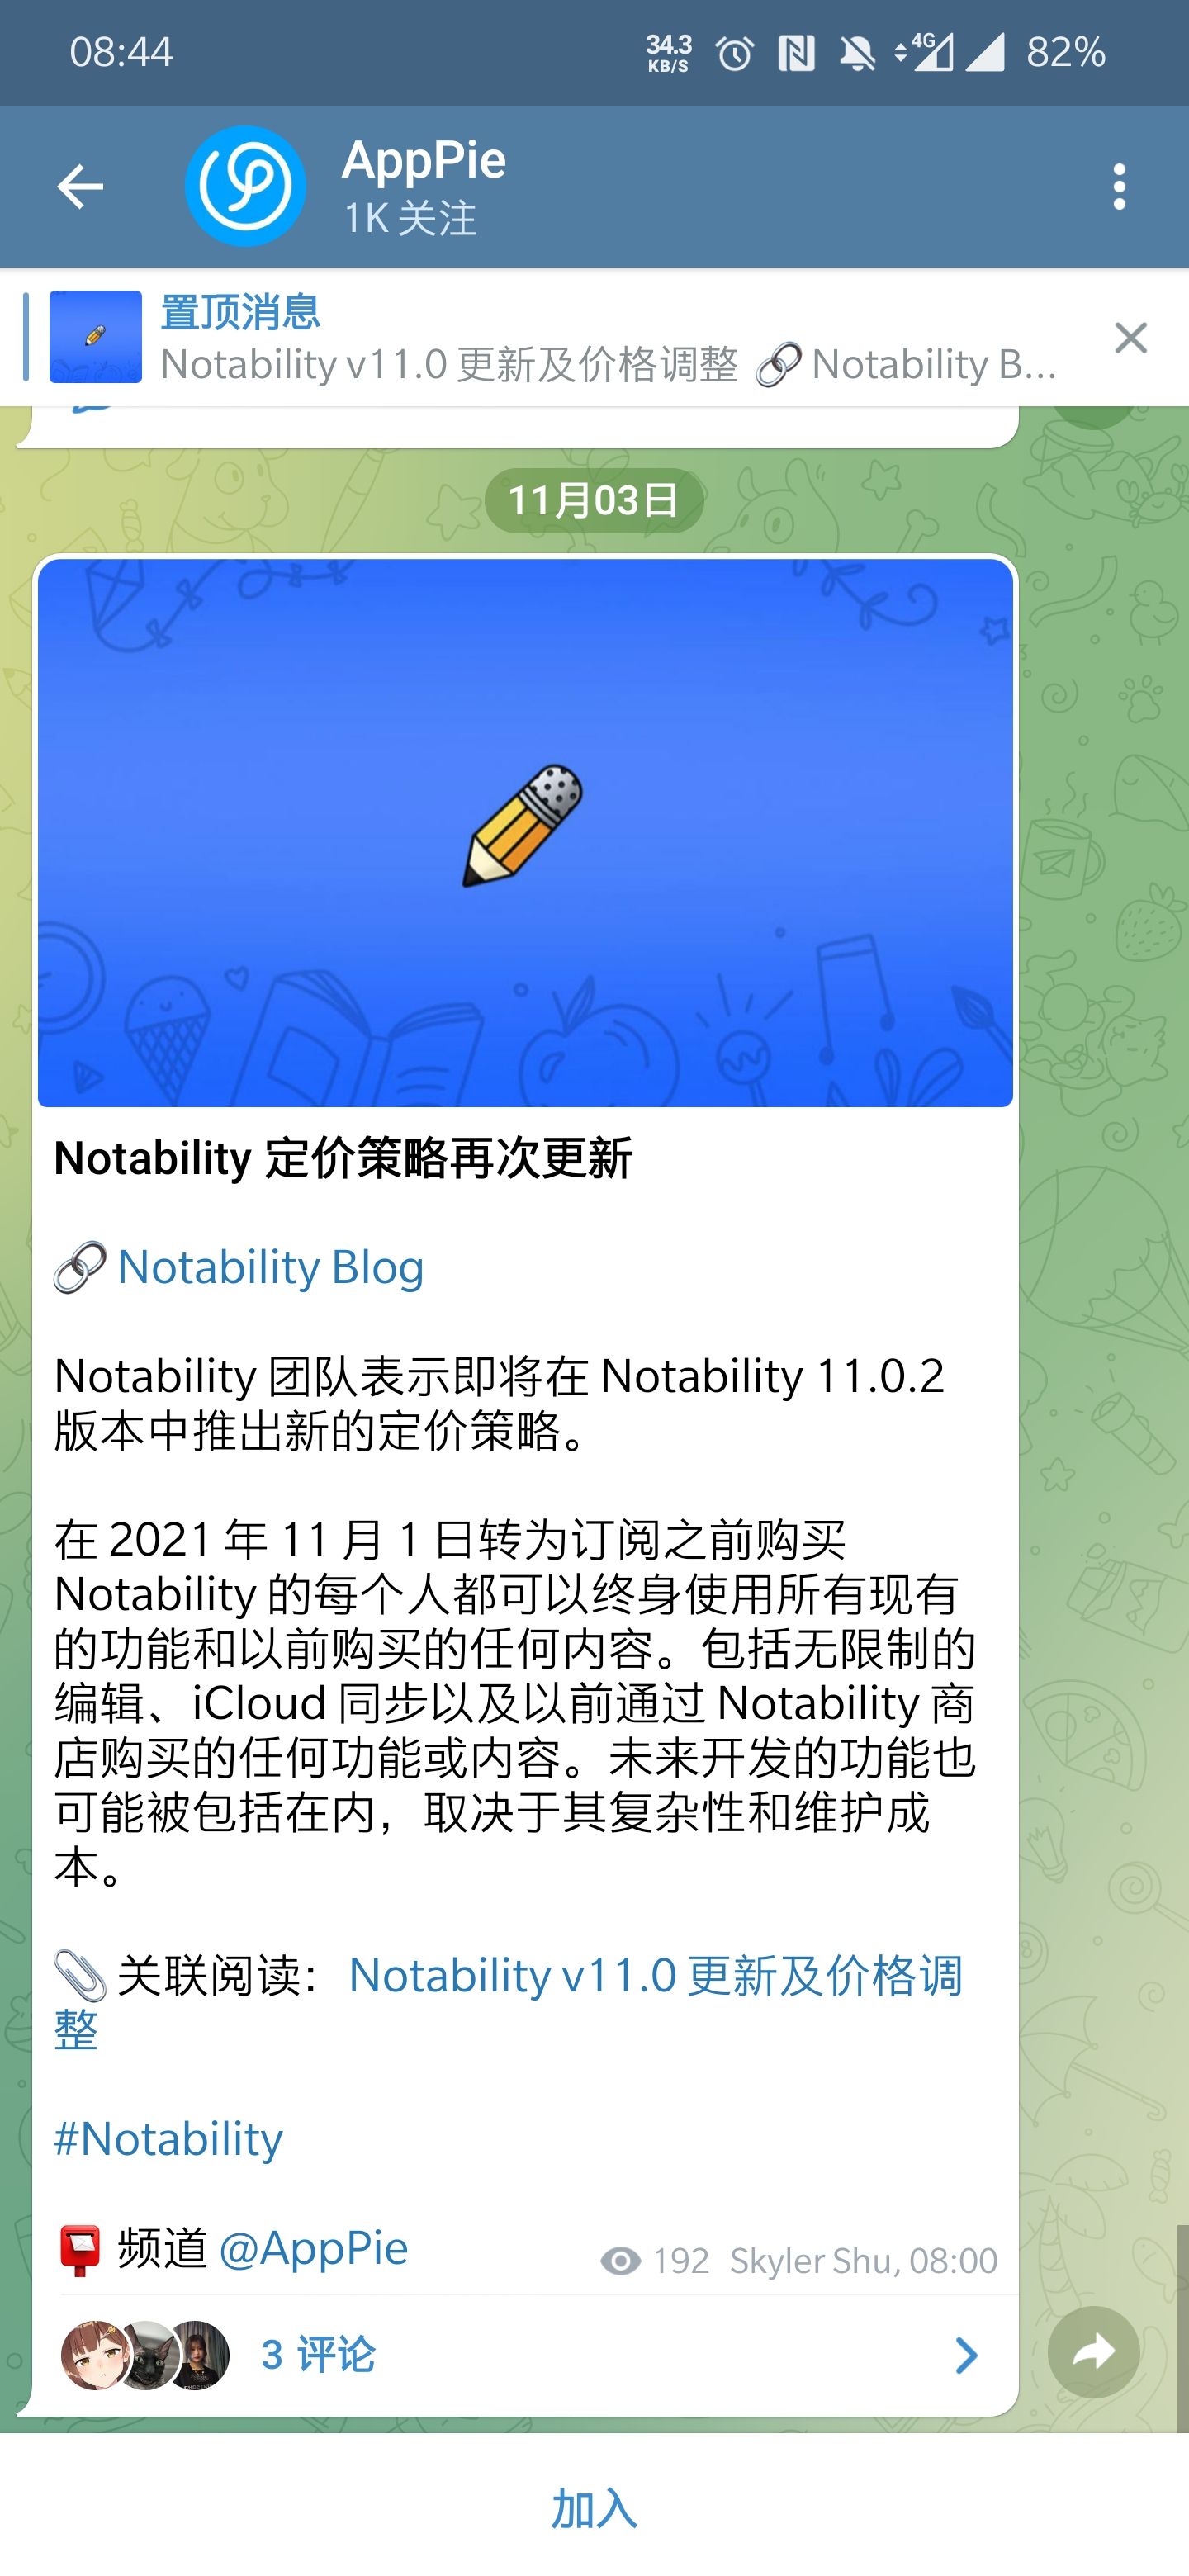 08:44
34.3
KB/S
4G
82%
AppPie
1K 关注
置顶消息
Notability v11.0 更新及价格调整 🔗 Notability B...
11月03日
Notability 定价策略再次更新
🔗 Notability Blog
Notability 团队表示即将在 Notability 11.0.2
版本中推出新的定价策略。
在 2021 年 11 月 1 日转为订阅之前购买
Notability 的每个人都可以终身使用所有现有
的功能和以前购买的任何内容。包括无限制的
编辑、iCloud 同步以及以前通过 Notability 商
店购买的任何功能或内容。未来开发的功能也
可能被包括在内，取决于其复杂性和维护成
本。
📎 关联阅读：Notability v11.0 更新及价格调
整
#Notability
📮 频道 @AppPie
192 Skyler Shu, 08:00
3 评论
加入